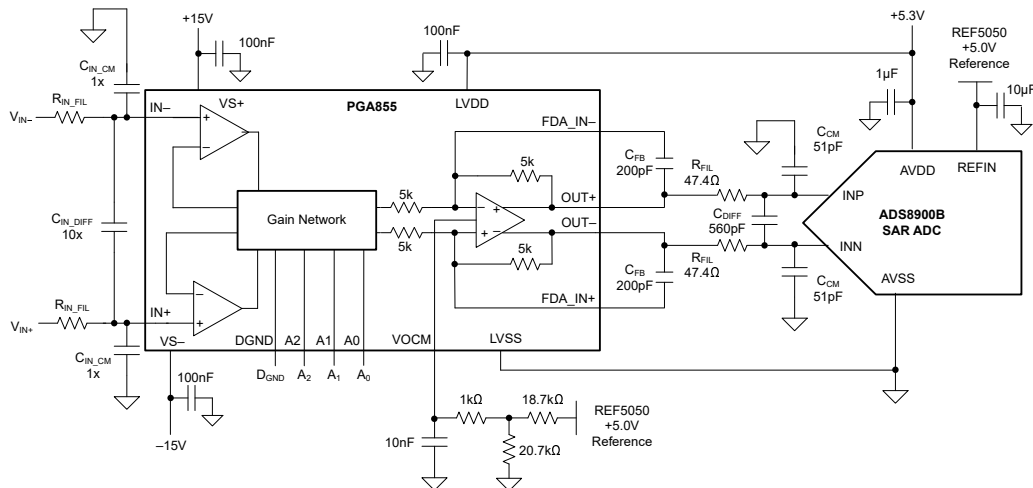 +15V
100nF
100nF
+5.3V
REF5050
+5.0V
Reference
1µF
10µF
C_IN_CM
1x
R_IN_FIL
V_IN–
IN–
VS+
PGA855
LVDD
FDA_IN–
C_FB
200pF
R_FIL
47.4Ω
C_CM
51pF
AVDD
REFIN
5k
5k
OUT+
INP
C_IN_DIFF
10x
Gain Network
C_DIFF
560pF
ADS8900B
SAR ADC
OUT–
5k
5k
INN
C_FB
200pF
R_FIL
47.4Ω
C_CM
51pF
AVSS
FDA_IN+
R_IN_FIL
V_IN+
IN+
VS–
DGND
A2
A1
A0
VOCM
LVSS
C_IN_CM
1x
100nF
D_GND
A_2
A_1
A_0
–15V
1kΩ
18.7kΩ
REF5050
+5.0V
Reference
10nF
20.7kΩ